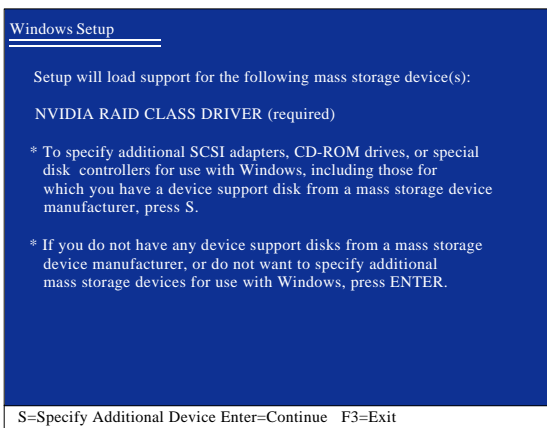 Windows Setup
Setup will load support for the following mass storage device(s):
NVIDIA RAID CLASS DRIVER (required)
* To specify additional SCSI adapters, CD-ROM drives, or special
disk controllers for use with Windows, including those for
which you have a device support disk from a mass storage device
manufacturer, press S.
* If you do not have any device support disks from a mass storage
device manufacturer, or do not want to specify additional
mass storage devices for use with Windows, press ENTER.
S=Specify Additional Device Enter=Continue F3=Exit